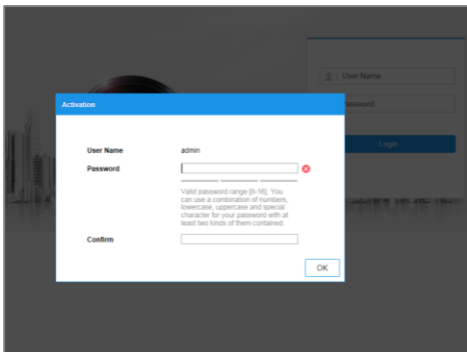 User Name
Password
Login
Activation
User Name admin
Password
Valid password range [8-16]. You
can use a combination of numbers,
lowercase, uppercase and special
character for your password with at
least two kinds of them contained.
Confirm
OK